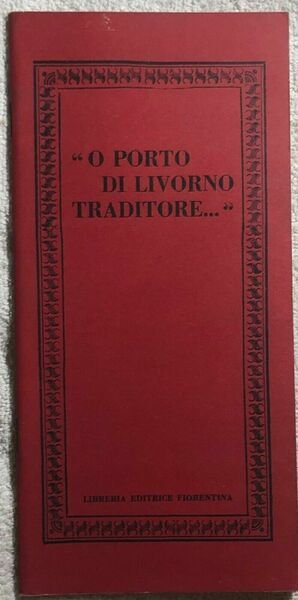 “ O PORTO
DI LIVORNO
TRADITORE... ”
LIBRERIA EDITRICE FIORENTINA